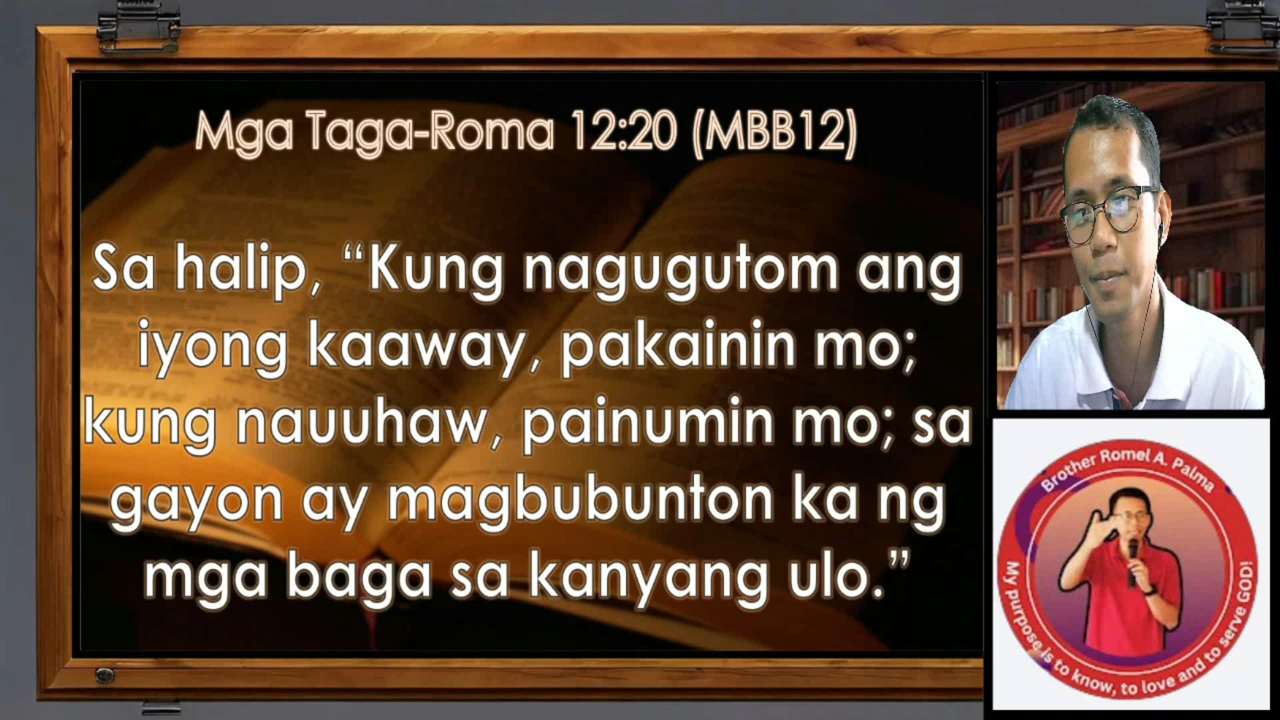 Mga Taga-Roma 12:20 (MBB12)
Sa halip, “Kung nagugutom ang
iyong kaaway, pakainin mo;
kung nauuhaw, painumin mo; sa
gayon ay magbubunton ka ng
mga baga sa kanyang ulo.”
Brother Romel A. Palma
My purpose is to know, to love and to serve GOD!